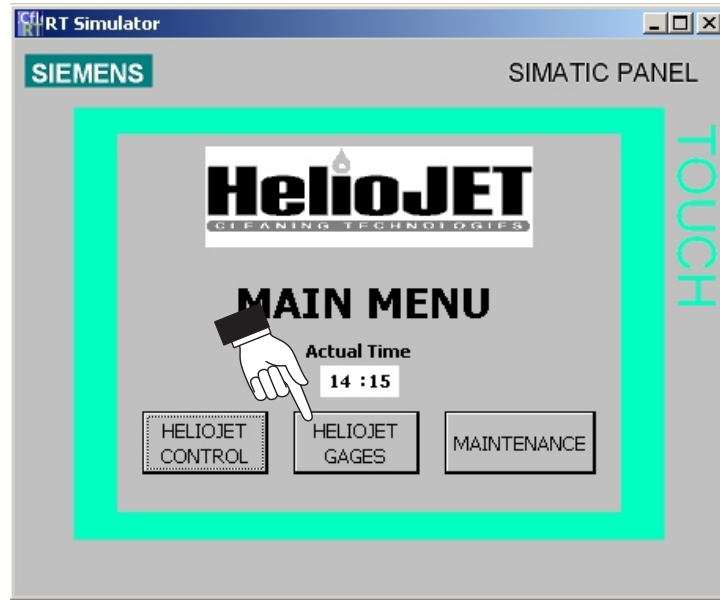 RT Simulator
SIEMENS
SIMATIC PANEL
TOUCH
HelioJET
CLEANING TECHNOLOGIES
MAIN MENU
Actual Time
14 :15
HELIOJET
CONTROL
HELIOJET
GAGES
MAINTENANCE